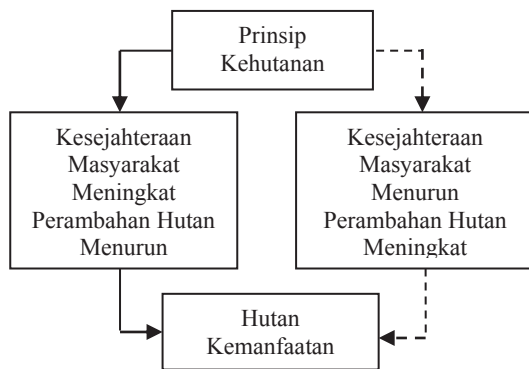 Prinsip
Kehutanan
Kesejahteraan
Masyarakat
Meningkat
Perambahan Hutan
Menurun
Kesejahteraan
Masyarakat
Menurun
Perambahan Hutan
Meningkat
Hutan
Kemanfaatan